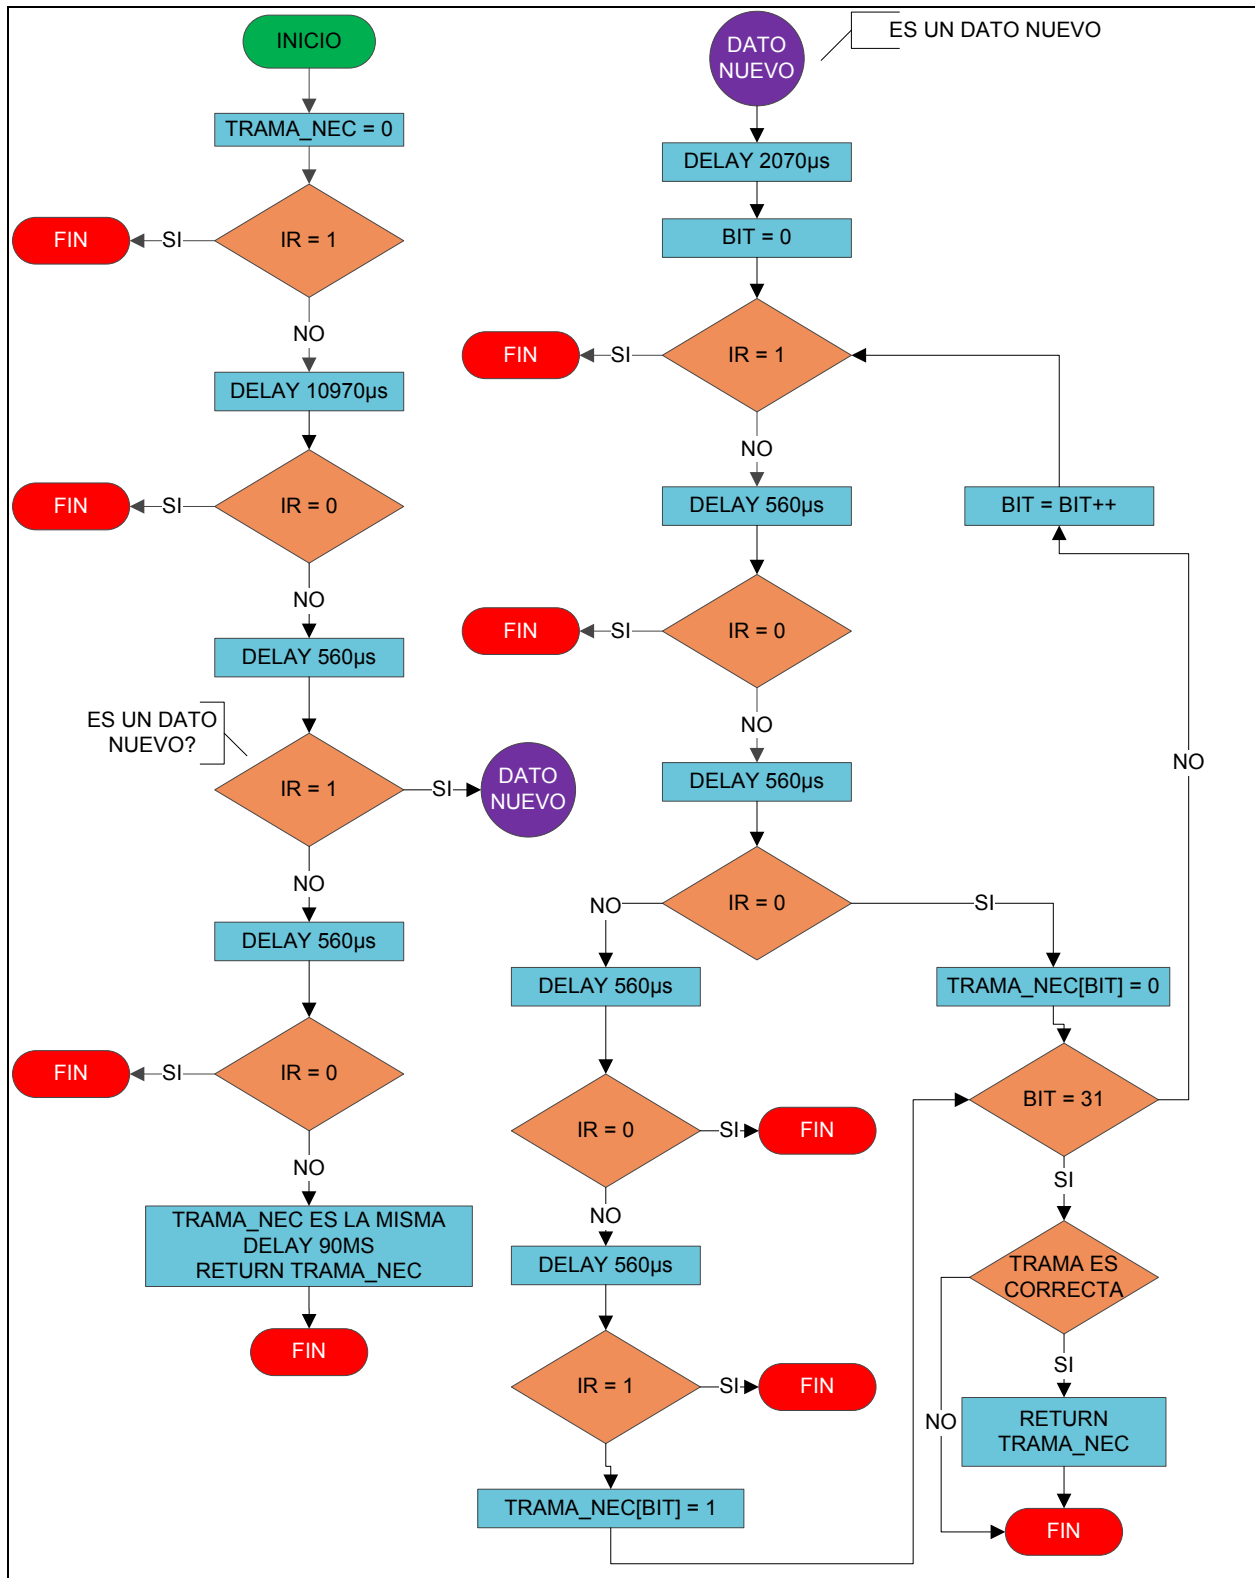 INICIO
TRAMA_NEC = 0
IR = 1
SI
FIN
NO
DELAY 10970µs
IR = 0
SI
FIN
NO
DELAY 560µs
ES UN DATO
NUEVO?
IR = 1
SI
DATO
NUEVO
NO
DELAY 560µs
IR = 0
SI
FIN
NO
TRAMA_NEC ES LA MISMA
DELAY 90MS
RETURN TRAMA_NEC
FIN
DATO
NUEVO
ES UN DATO NUEVO
DELAY 2070µs
BIT = 0
IR = 1
SI
FIN
NO
DELAY 560µs
BIT = BIT++
IR = 0
SI
FIN
NO
DELAY 560µs
NO
IR = 0
NO
SI
DELAY 560µs
TRAMA_NEC[BIT] = 0
IR = 0
SI
FIN
BIT = 31
NO
SI
DELAY 560µs
TRAMA ES
CORRECTA
IR = 1
SI
FIN
SI
NO
RETURN
TRAMA_NEC
TRAMA_NEC[BIT] = 1
FIN